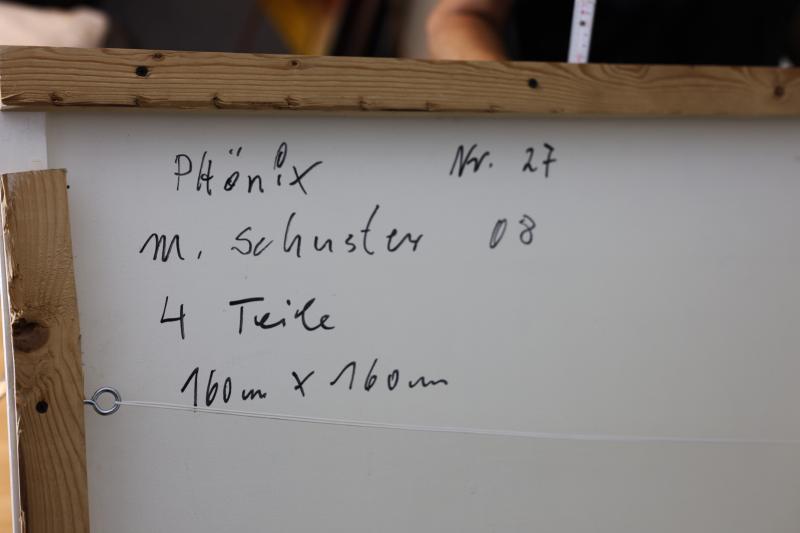 PHönix Nr. 27
M. Schuster 08
4 Teile
160cm x 160cm